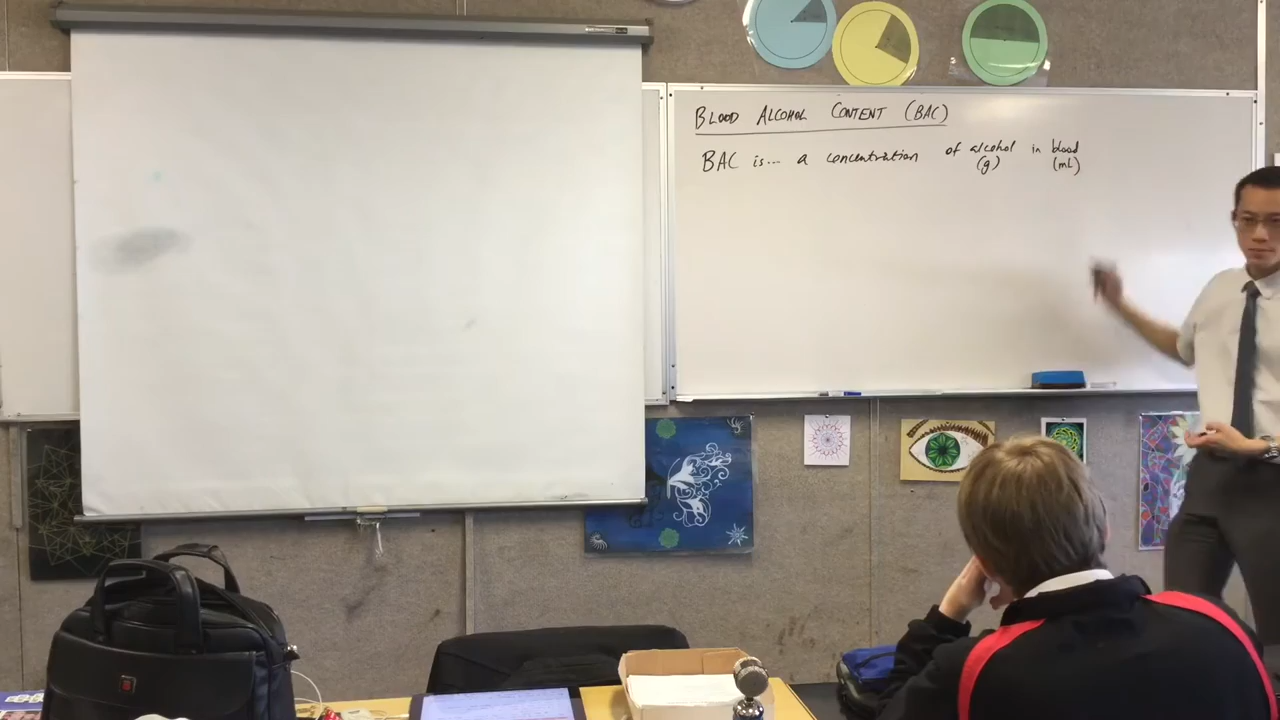 BLOOD ALCOHOL CONTENT (BAC)
BAC is... a concentration of alcohol in blood
(g) (mL)